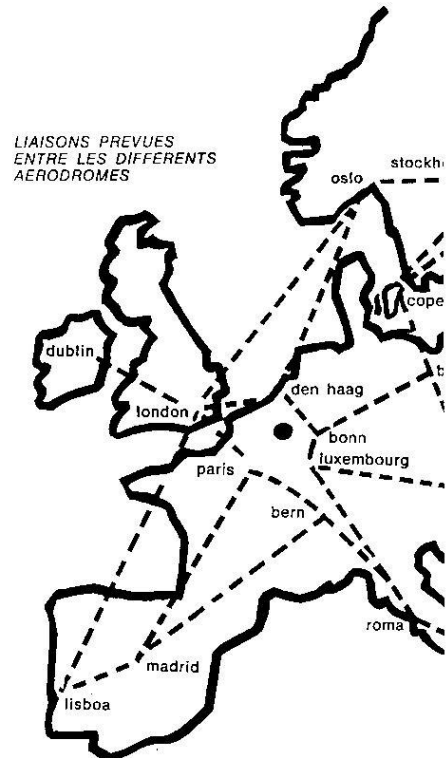 LIAISONS PREVUES
ENTRE LES DIFFERENTS
AERODROMES
oslo
stockh
cope
dublin
london
den haag
b
bonn
luxembourg
paris
bern
roma
madrid
lisboa